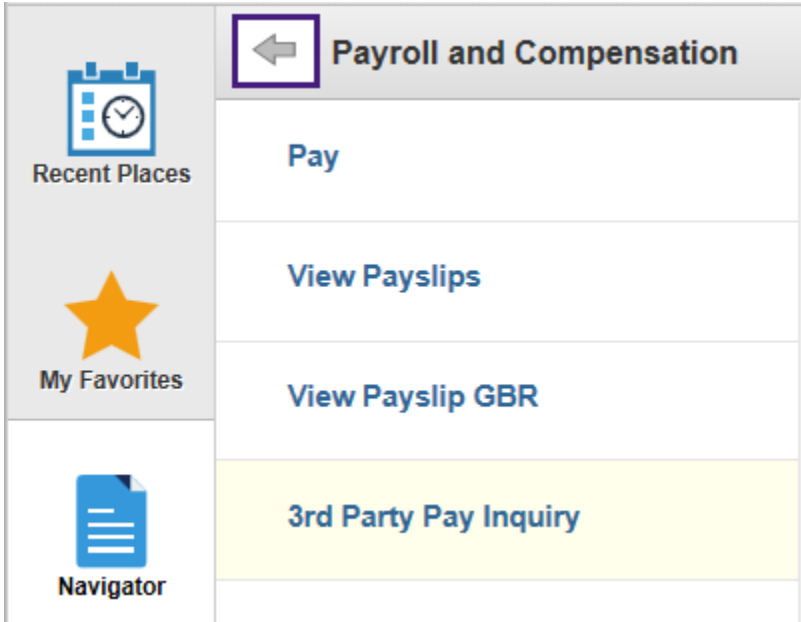 Payroll and Compensation
Recent Places
My Favorites
Navigator
Pay
View Payslips
View Payslip GBR
3rd Party Pay Inquiry